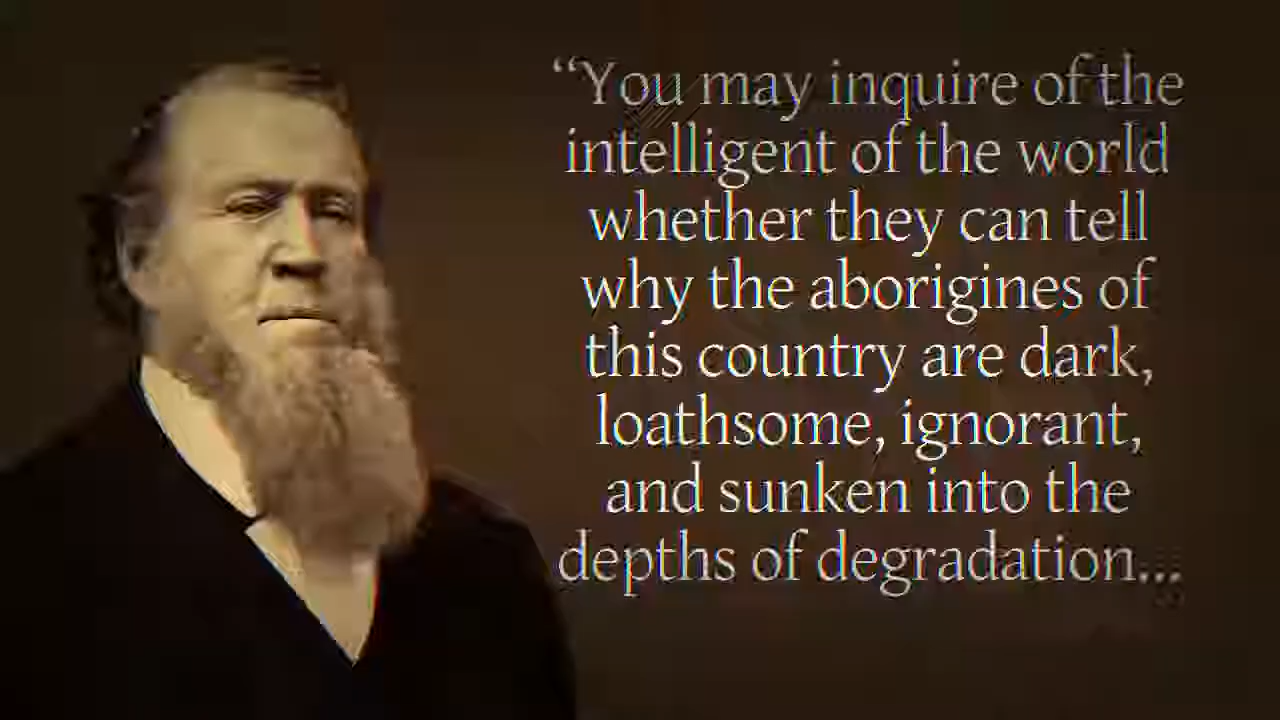 “You may inquire of the
intelligent of the world
whether they can tell
why the aborigines of
this country are dark,
loathsome, ignorant,
and sunken into the
depths of degradation...